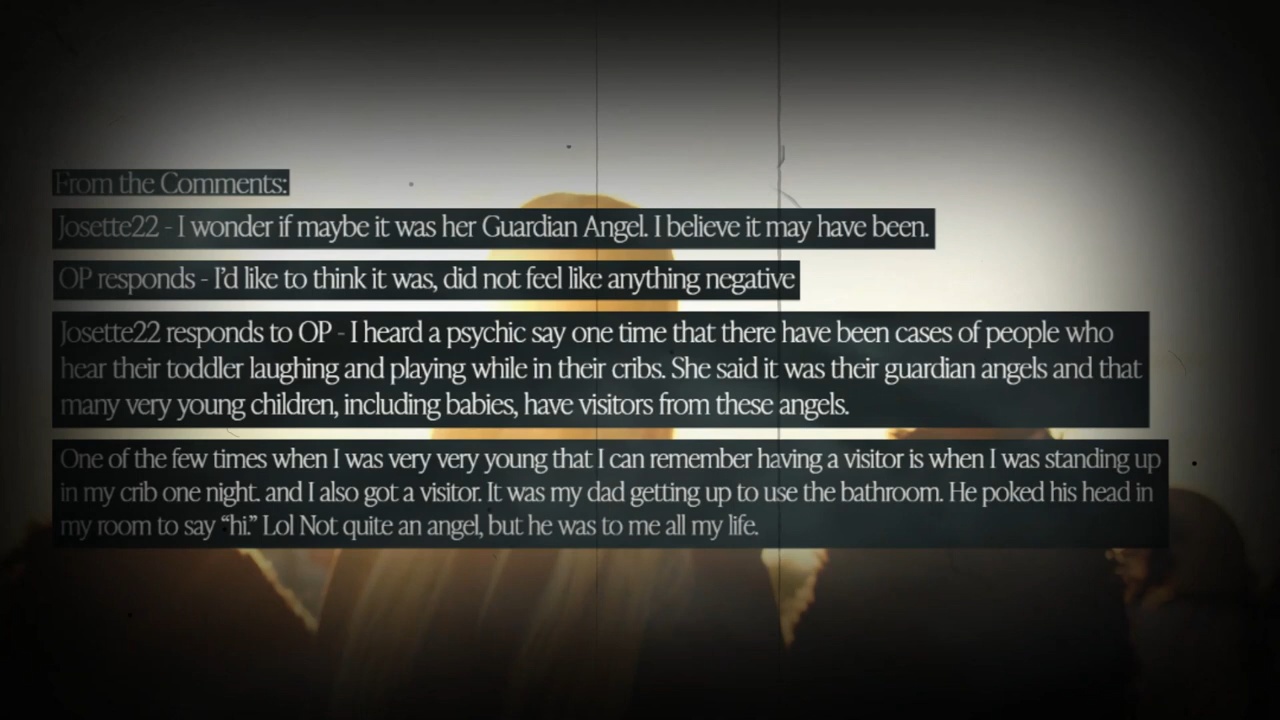 From the Comments:
Josette22 - I wonder if maybe it was her Guardian Angel. I believe it may have been.
OP responds - I'd like to think it was, did not feel like anything negative
Josette22 responds to OP - I heard a psychic say one time that there have been cases of people who
hear their toddler laughing and playing while in their cribs. She said it was their guardian angels and that
many very young children, including babies, have visitors from these angels.
One of the few times when I was very very young that I can remember having a visitor is when I was standing up
in my crib one night. and I also got a visitor. It was my dad getting up to use the bathroom. He poked his head in
my room to say “hi.” Lol Not quite an angel, but he was to me all my life.